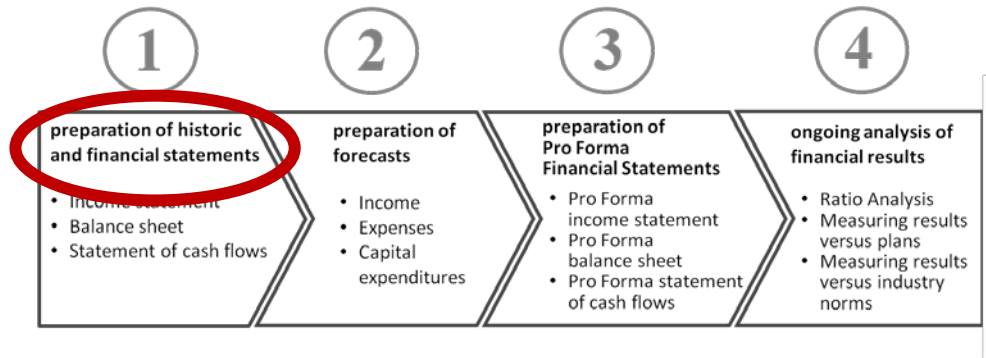 1
2
3
4
preparation of historic
and financial statements
• Income statement
• Balance sheet
• Statement of cash flows
preparation of
forecasts
• Income
• Expenses
• Capital
expenditures
preparation of
Pro Forma
Financial Statements
• Pro Forma
income statement
• Pro Forma
balance sheet
• Pro Forma statement
of cash flows
ongoing analysis of
financial results
• Ratio Analysis
• Measuring results
versus plans
• Measuring results
versus industry
norms